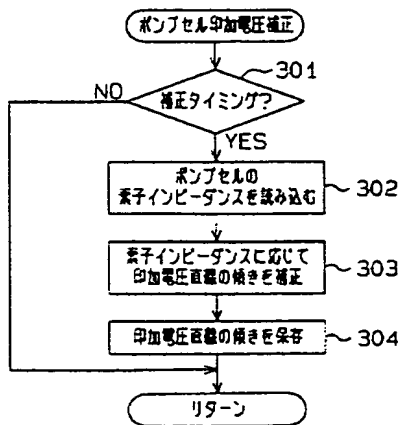 ポンプセル印加電圧補正
301
補正タイミング?
NO
YES
ポンプセルの
素子インピーダンスを読み込む
302
素子インピーダンスに応じて
印加電圧直線の傾きを補正
303
印加電圧直線の傾きを保存
304
リターン